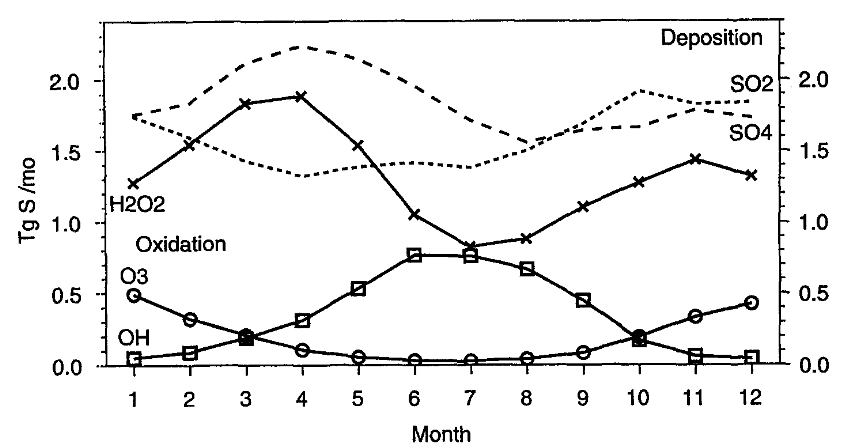 Deposition
2.0
2.0
SO2
SO4
1.5
1.5
H2O2
Tg S /mo
1.0
1.0
Oxidation
O3
0.5
0.5
OH
0.0
0.0
1 2 3 4 5 6 7 8 9 10 11 12
Month